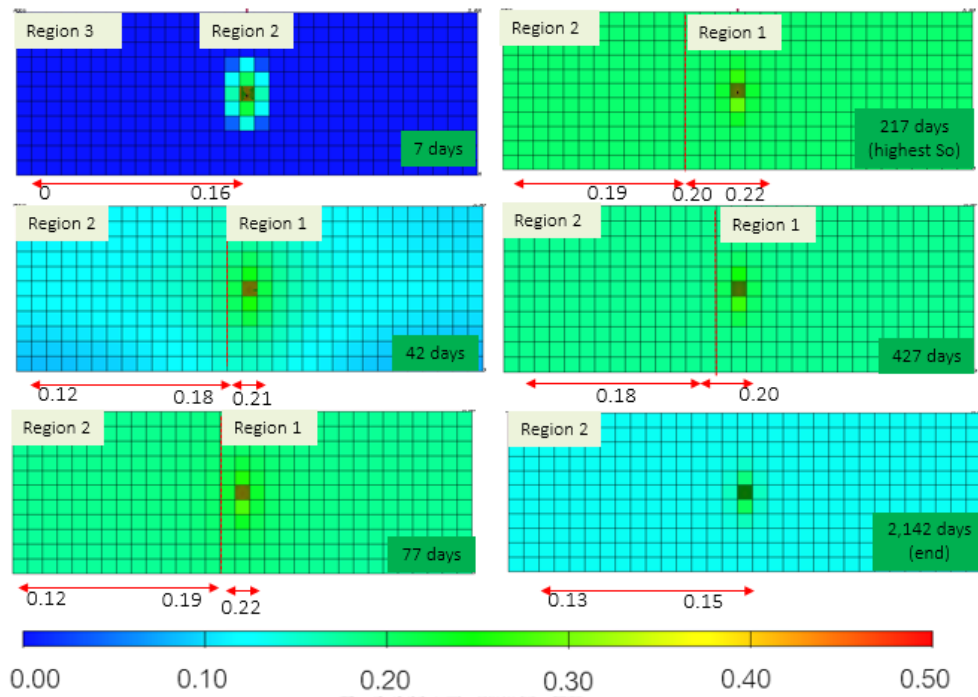 Region 3
Region 2
7 days
0
0.16
Region 2
Region 1
217 days
(highest So)
0.19
0.20
0.22
Region 2
Region 1
42 days
0.12
0.18
0.21
Region 2
Region 1
427 days
0.18
0.20
Region 2
Region 1
77 days
0.12
0.19
0.22
Region 2
2,142 days
(end)
0.13
0.15
0.00
0.10
0.20
0.30
0.40
0.50